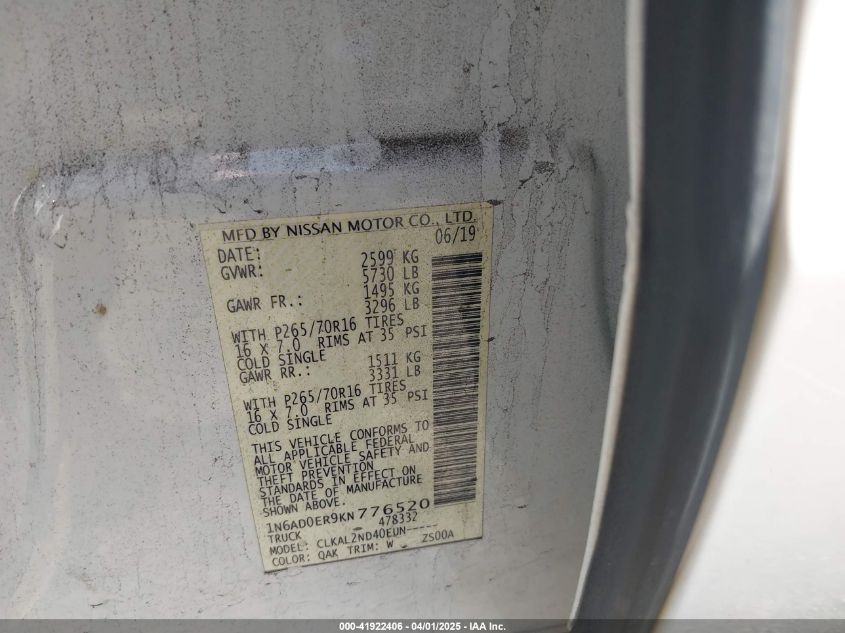 MFD BY NISSAN MOTOR CO., LTD.
DATE: 06/19
GVWR: 2599 KG
5730 LB
GAWR FR.: 1495 KG
3296 LB
WITH P265/70R16 TIRES
16 X 7.0 RIMS AT 35 PSI
COLD SINGLE
GAWR RR.: 1511 KG
3331 LB
WITH P265/70R16 TIRES
16 X 7.0 RIMS AT 35 PSI
COLD SINGLE
THIS VEHICLE CONFORMS TO
ALL APPLICABLE FEDERAL
MOTOR VEHICLE SAFETY AND
THEFT PREVENTION
STANDARDS IN EFFECT ON
THE DATE OF MANUFACTURE
SHOWN ABOVE.
1N6AD0ER9KN776520
TRUCK 478332
MODEL: CLKAL2ND40EUN-----
COLOR: QAK TRIM: W ZS00A
000-41922406 - 04/01/2025 - IAA Inc.